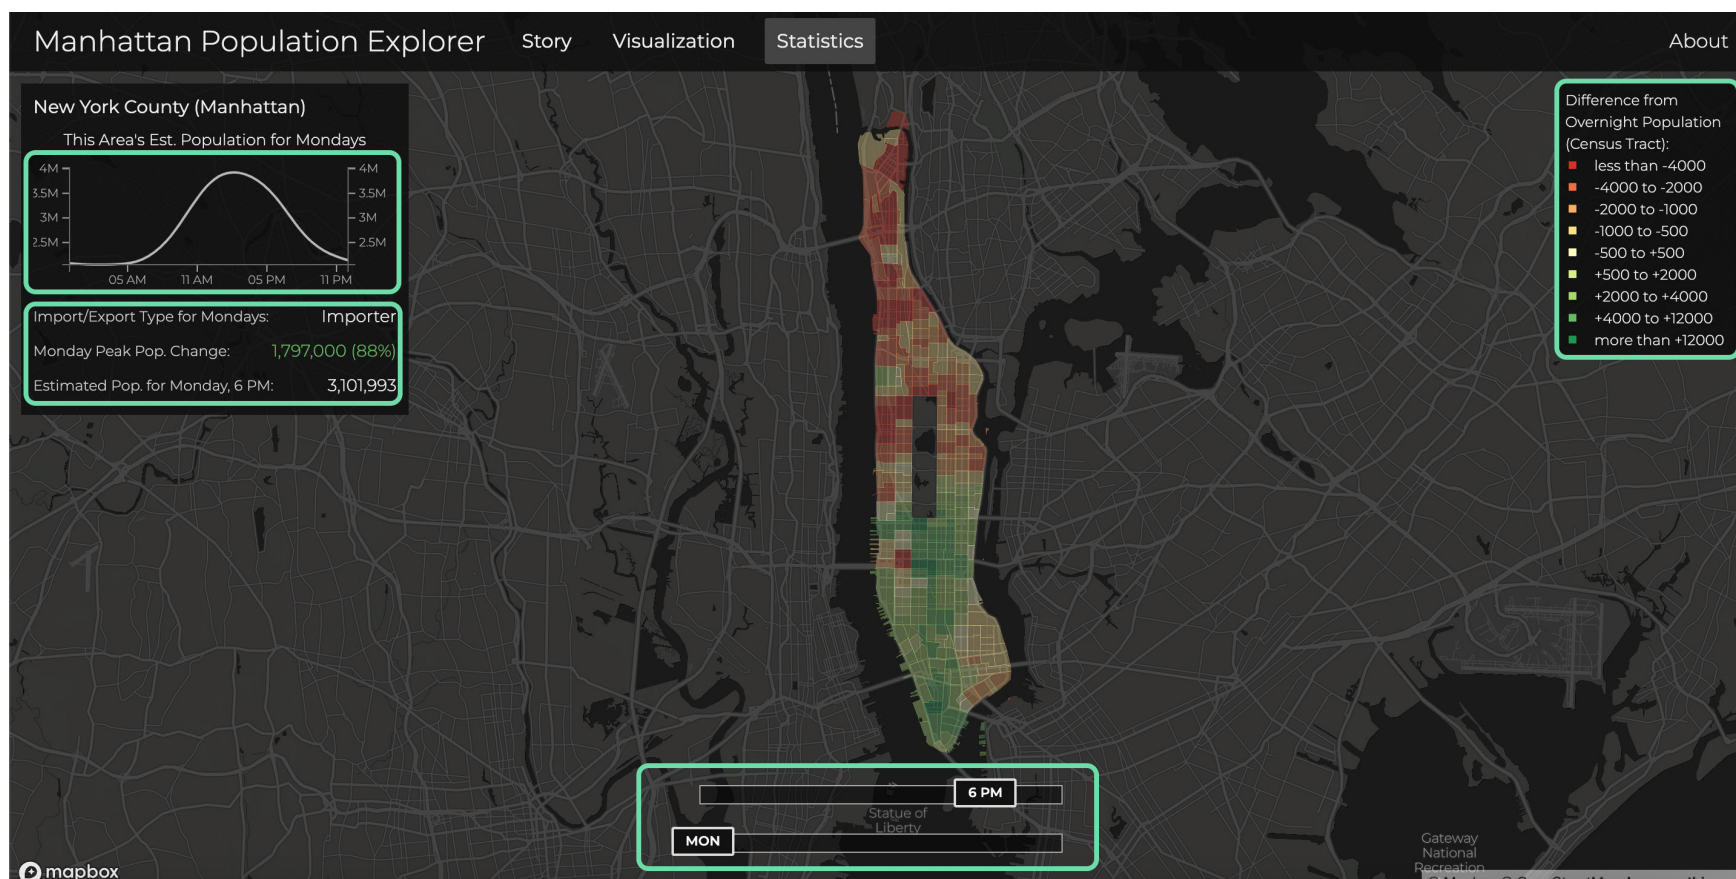 Manhattan Population Explorer Story Visualization Statistics About
New York County (Manhattan)
This Area's Est. Population for Mondays
4M 4M
3.5M 3.5M
3M 3M
2.5M 2.5M
05 AM 11 AM 05 PM 11 PM
Import/Export Type for Mondays: Importer
Monday Peak Pop. Change: 1,797,000 (88%)
Estimated Pop. for Monday, 6 PM: 3,101,993
Difference from
Overnight Population
(Census Tract):
less than -4000
-4000 to -2000
-2000 to -1000
-1000 to -500
-500 to +500
+500 to +2000
+2000 to +4000
+4000 to +12000
more than +12000
6 PM
Statue of
Liberty
MON
Gateway
National
Recreation
mapbox